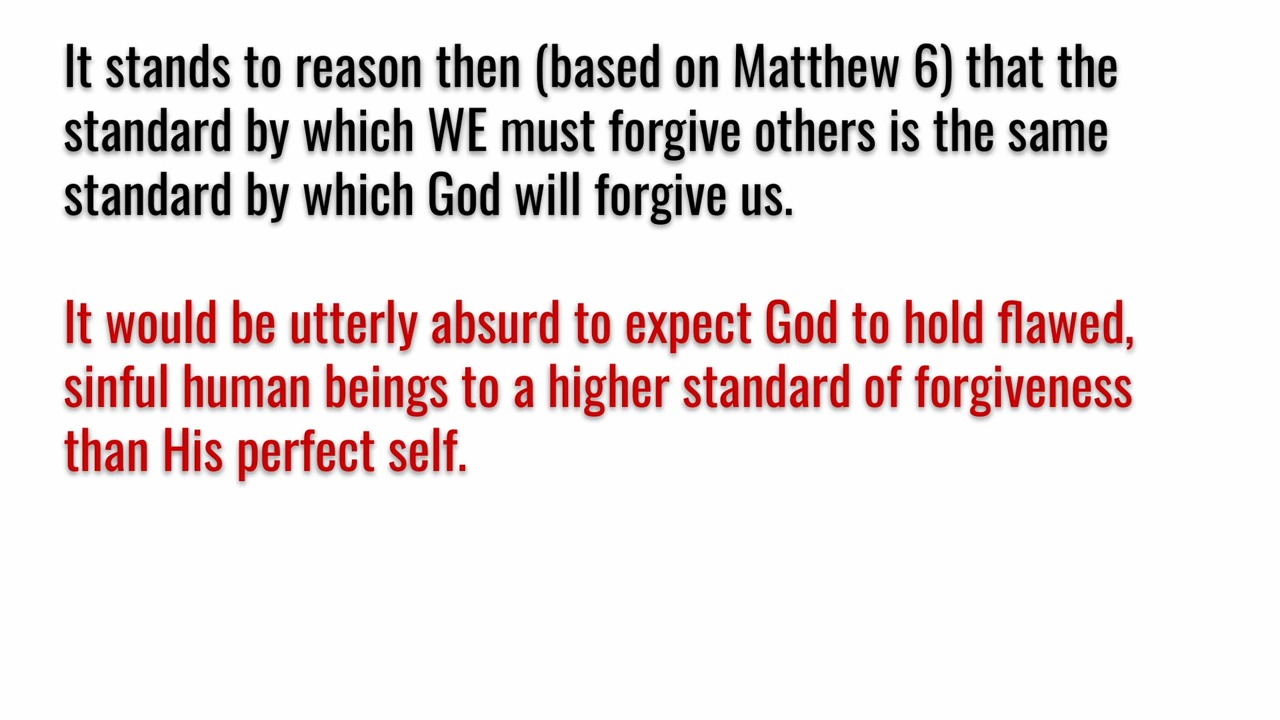 It stands to reason then (based on Matthew 6) that the
standard by which WE must forgive others is the same
standard by which God will forgive us.
It would be utterly absurd to expect God to hold flawed,
sinful human beings to a higher standard of forgiveness
than His perfect self.